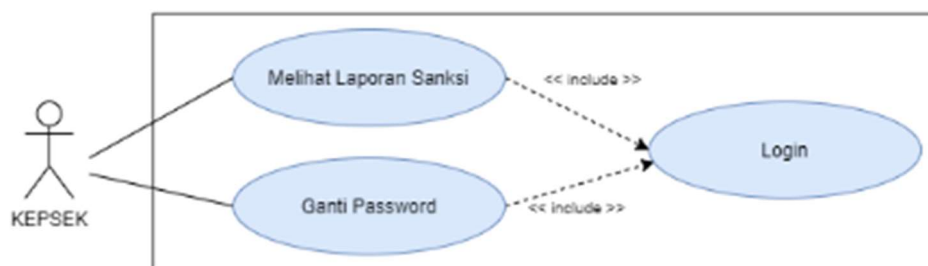 Melihat Laporan Sanksi
<< include >>
Login
KEPSEK
Ganti Password
<< include >>